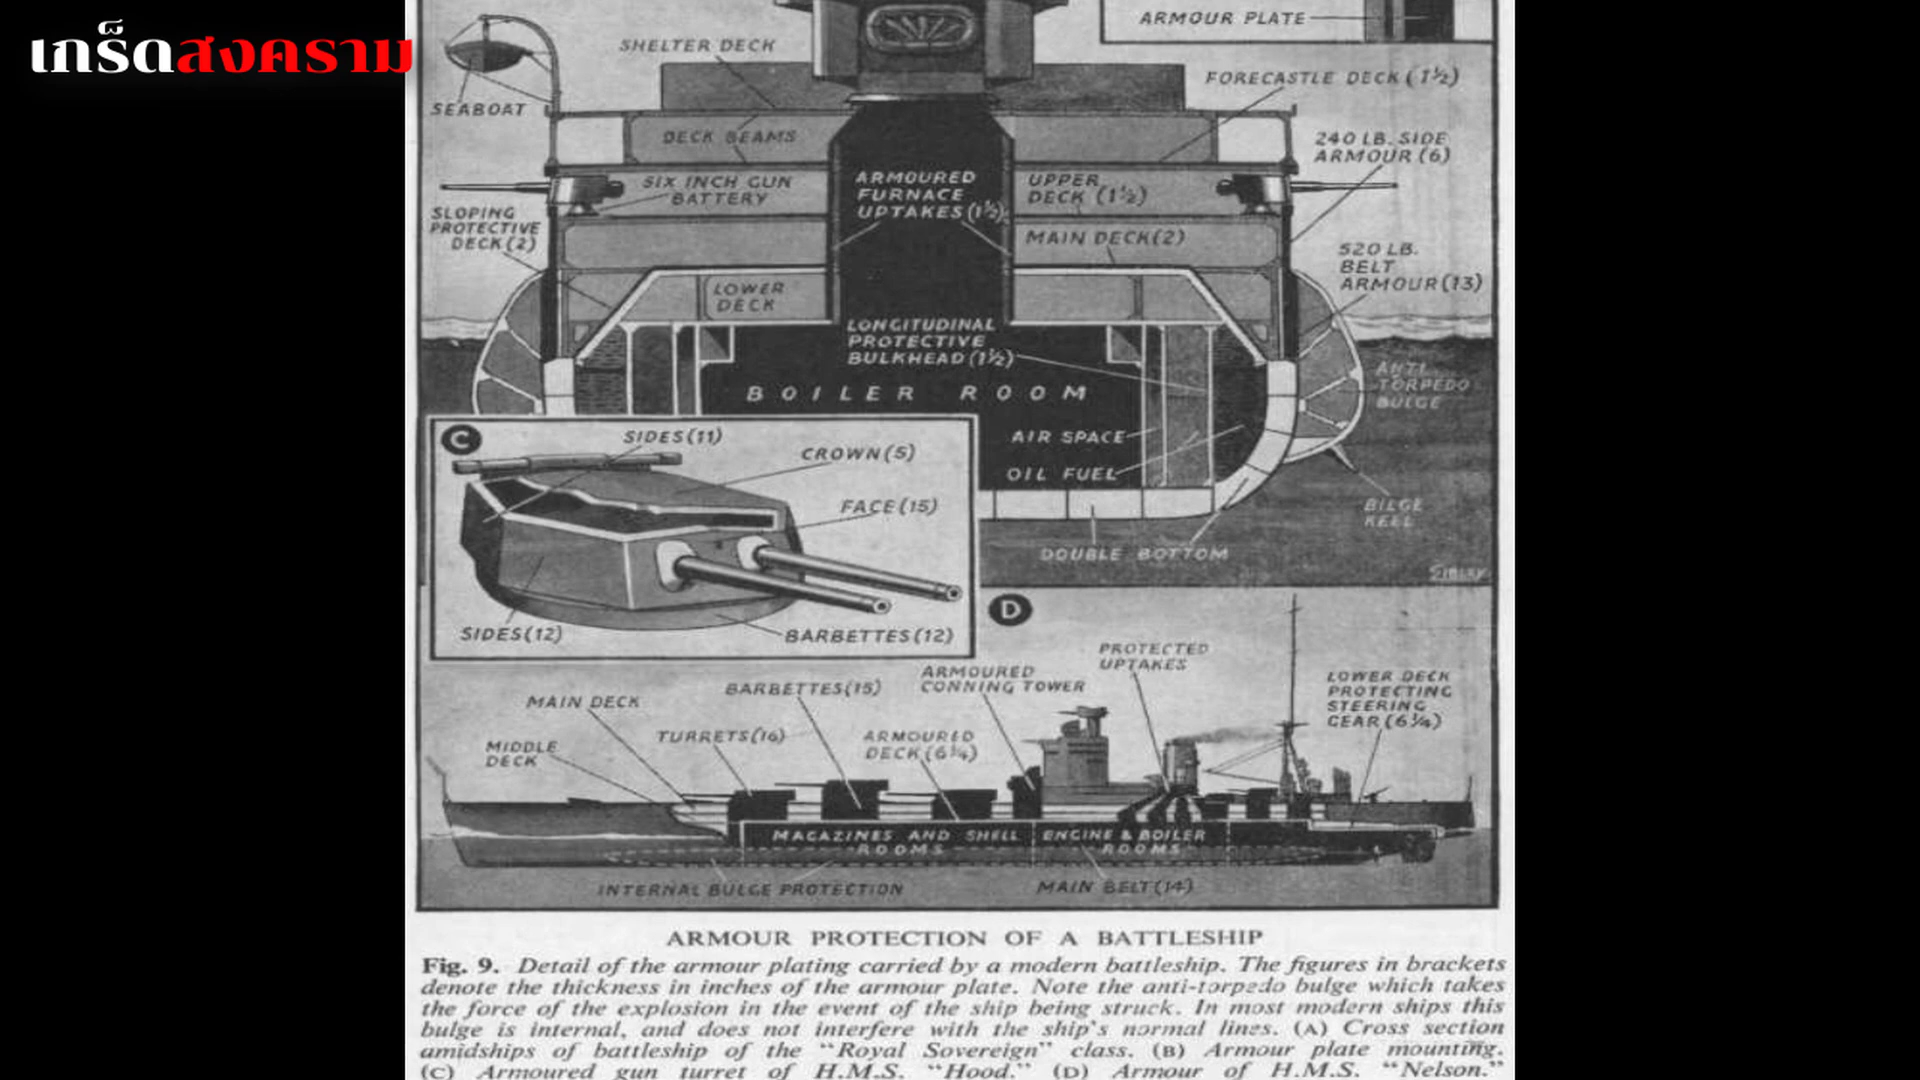 เกร็ดสงคราม
ARMOUR PLATE
SHELTER DECK
FORECASTLE DECK (1½)
SEABOAT
DECK BEAMS
240 LB. SIDE
ARMOUR (6)
ARMOURED
FURNACE
UPTAKES (1½)
SIX INCH GUN
BATTERY
UPPER
DECK (1½)
SLOPING
PROTECTIVE
DECK (2)
MAIN DECK (2)
520 LB.
BELT
ARMOUR (13)
LOWER
DECK
LONGITUDINAL
PROTECTIVE
BULKHEAD (1½)
BOILER ROOM
ANTI
-TORPEDO
BULGE
AIR SPACE
OIL FUEL
BILGE
KEEL
DOUBLE BOTTOM
C
SIDES (11)
CROWN (5)
FACE (15)
SIDES (12)
BARBETTES (12)
D
PROTECTED
UPTAKES
ARMOURED
CONNING TOWER
BARBETTES (15)
MAIN DECK
LOWER DECK
PROTECTING
STEERING
GEAR (6¼)
TURRETS (16)
ARMOURED
DECK (6¼)
MIDDLE
DECK
MAGAZINES AND SHELL
ROOMS
ENGINE & BOILER
ROOMS
INTERNAL BULGE PROTECTION
MAIN BELT (14)
ARMOUR PROTECTION OF A BATTLESHIP
Fig. 9. Detail of the armour plating carried by a modern battleship. The figures in brackets
denote the thickness in inches of the armour plate. Note the anti-torpedo bulge which takes
the force of the explosion in the event of the ship being struck. In most modern ships this
bulge is internal, and does not interfere with the ship's normal lines. (A) Cross section
amidships of battleship of the "Royal Sovereign" class. (B) Armour plate mounting.
(C) Armoured gun turret of H.M.S. "Hood." (D) Armour of H.M.S. "Nelson."